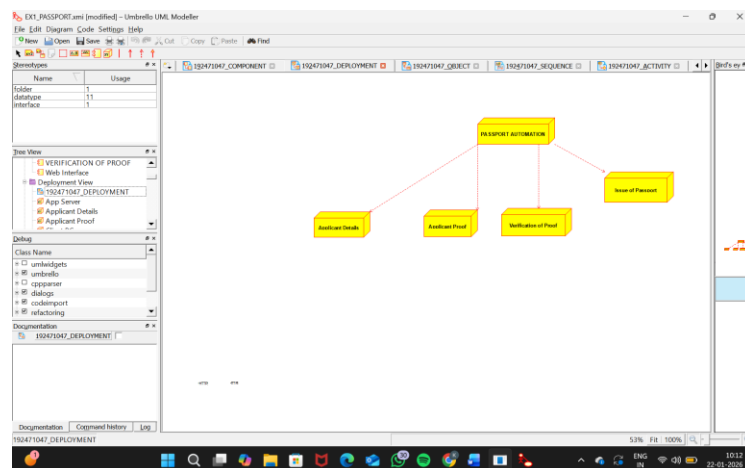 EX1_PASSPORT.xmi [modified] – Umbrello UML Modeller
File Edit Diagram Code Settings Help
New Open Save Cut Copy Paste Find
Stereotypes
Name Usage
folder 1
datatype 11
interface 1
Tree View
VERIFICATION OF PROOF
Web Interface
Deployment View
192471047_DEPLOYMENT
App Server
Applicant Details
Applicant Proof
Debug
Class Name
umlwidgets
umbrello
cppparser
dialogs
codeimport
refactoring
Documentation
192471047_DEPLOYMENT
Documentation Command history Log
192471047_DEPLOYMENT
192471047_COMPONENT 192471047_DEPLOYMENT 192471047_OBJECT 192471047_SEQUENCE 192471047_ACTIVITY
Bird's ey
PASSPORT AUTOMATION
Issue of Passport
Applicant Details
Applicant Proof
Verification of Proof
53% Fit 100%
30
ENG
IN
10:12
22-01-2026